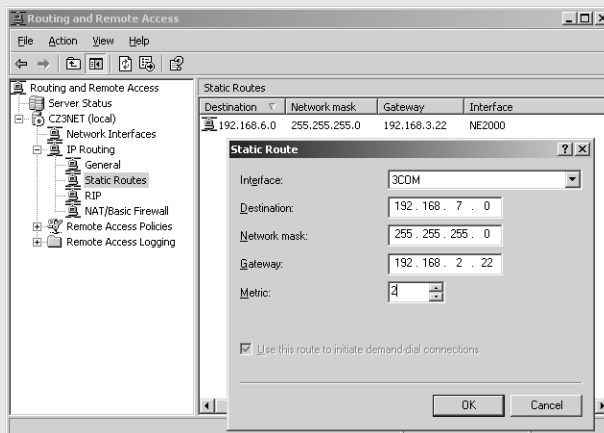 Routing and Remote Access
File Action View Help
Routing and Remote Access
Server Status
CZ3NET (local)
Network Interfaces
IP Routing
General
Static Routes
RIP
NAT/Basic Firewall
Remote Access Policies
Remote Access Logging
Static Routes
Destination Network mask Gateway Interface
192.168.6.0 255.255.255.0 192.168.3.22 NE2000
Static Route
Interface: 3COM
Destination: 192 . 168 . 7 . 0
Network mask: 255 . 255 . 255 . 0
Gateway: 192 . 168 . 2 . 22
Metric: 2
Use this route to initiate demand-dial connections
OK Cancel